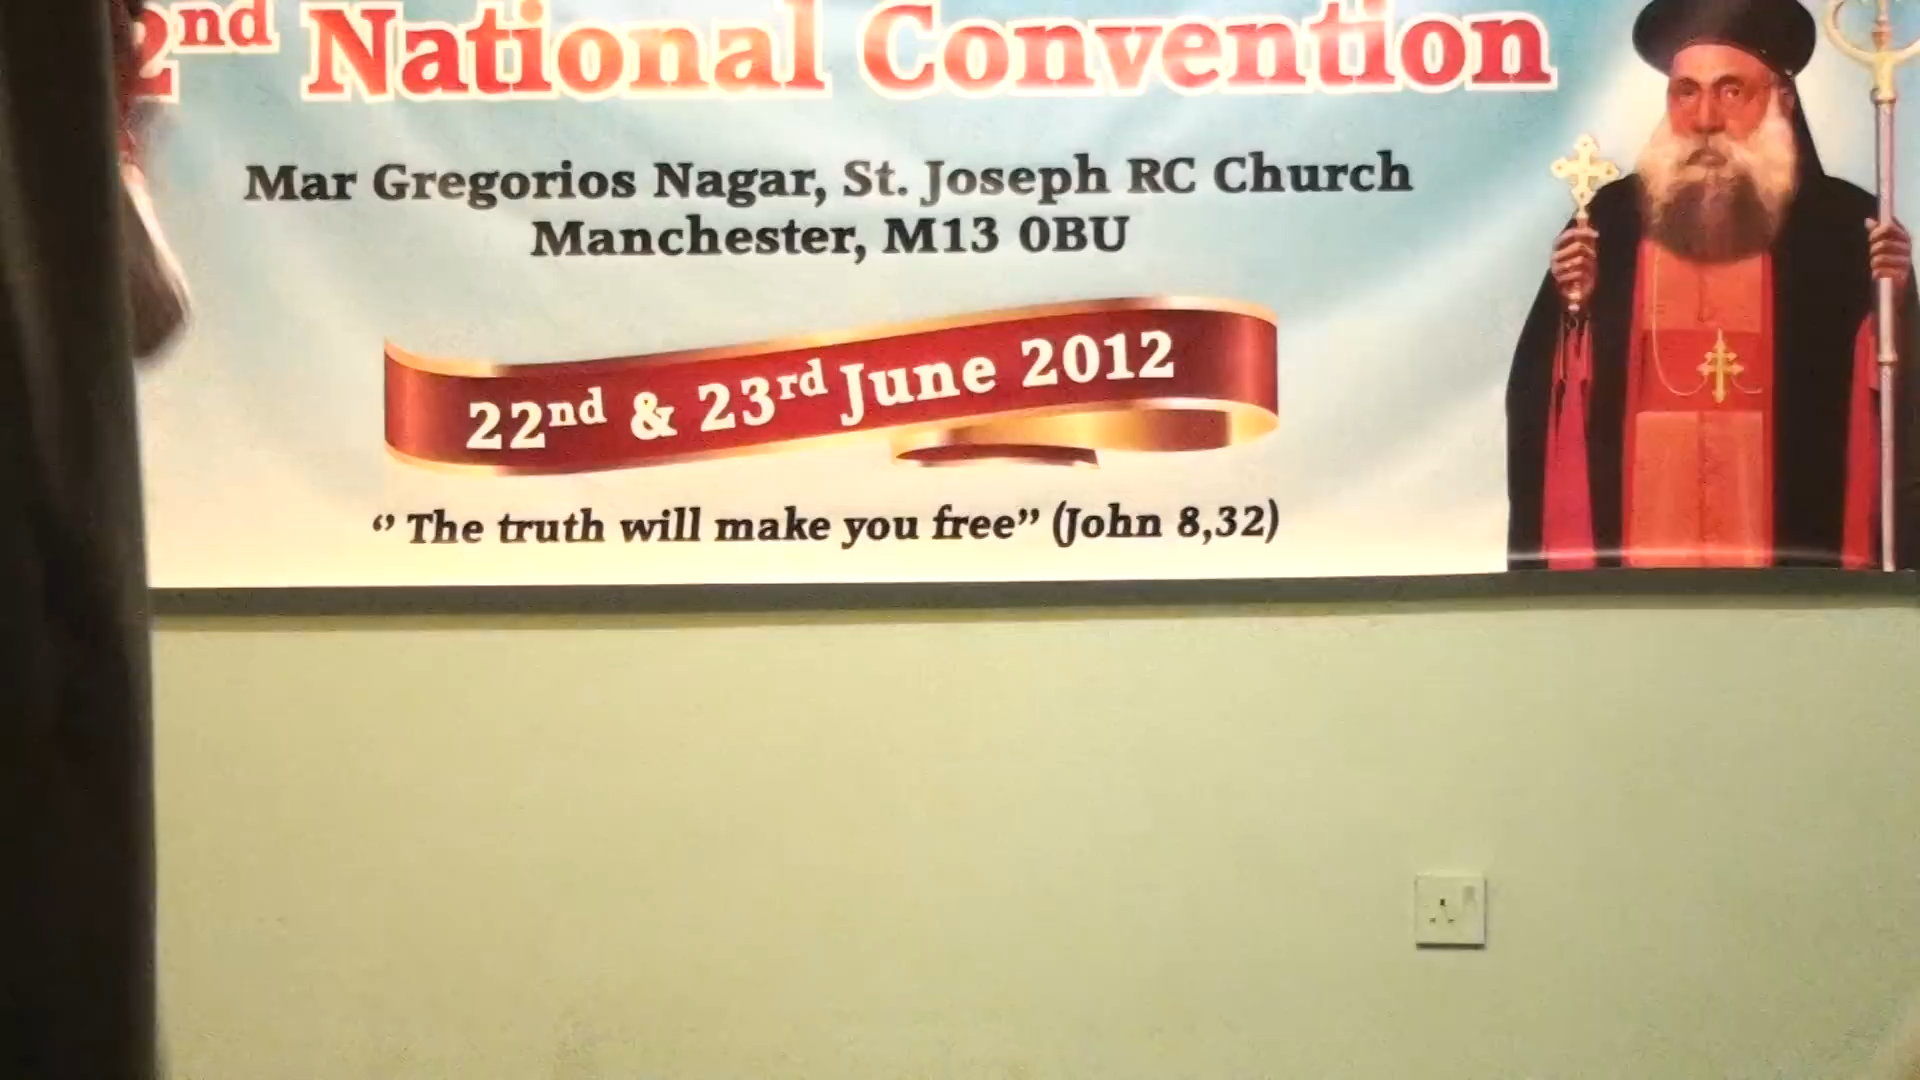 2nd National Convention
Mar Gregorios Nagar, St. Joseph RC Church
Manchester, M13 0BU
22nd & 23rd June 2012
‘’ The truth will make you free” (John 8,32)